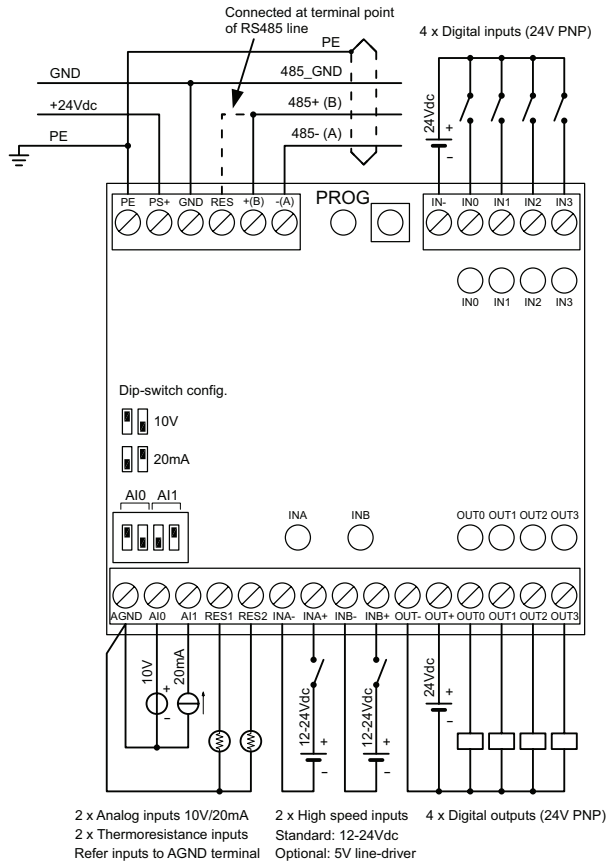 Connected at terminal point
of RS485 line
PE
4 x Digital inputs (24V PNP)
GND
485_GND
+24Vdc
485+ (B)
24Vdc
+
−
PE
485- (A)
PE PS+ GND RES +(B) -(A)
PROG
IN- IN0 IN1 IN2 IN3
IN0 IN1 IN2 IN3
Dip-switch config.
10V
20mA
AI0 AI1
INA
INB
OUT0 OUT1 OUT2 OUT3
AGND AI0 AI1 RES1 RES2 INA- INA+ INB- INB+ OUT- OUT+ OUT0 OUT1 OUT2 OUT3
10V
+
−
20mA
12-24Vdc
+
−
12-24Vdc
+
−
24Vdc
+
−
2 x Analog inputs 10V/20mA
2 x Thermoresistance inputs
Refer inputs to AGND terminal
2 x High speed inputs
Standard: 12-24Vdc
Optional: 5V line-driver
4 x Digital outputs (24V PNP)